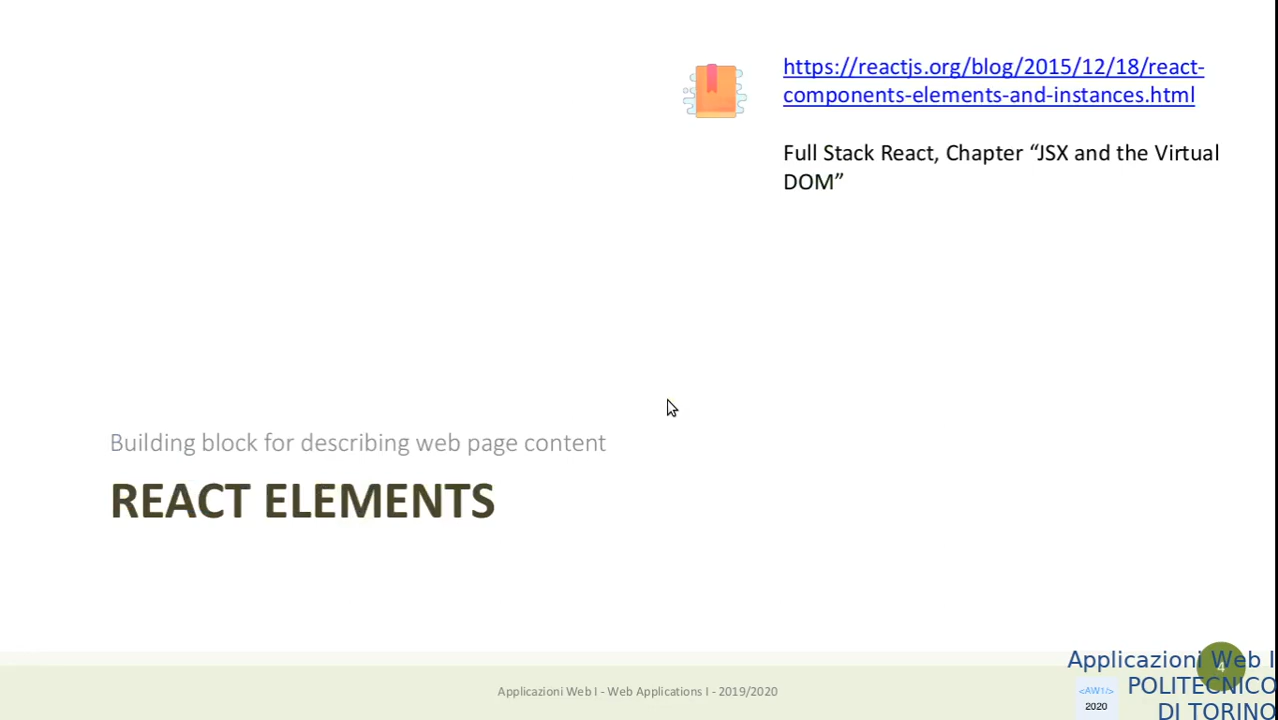 https://reactjs.org/blog/2015/12/18/react-
components-elements-and-instances.html
Full Stack React, Chapter “JSX and the Virtual
DOM”
Building block for describing web page content
REACT ELEMENTS
Applicazioni Web I - Web Applications I - 2019/2020
4
Applicazioni Web I
POLITECNICO
DI TORINO
<AW1/>
2020